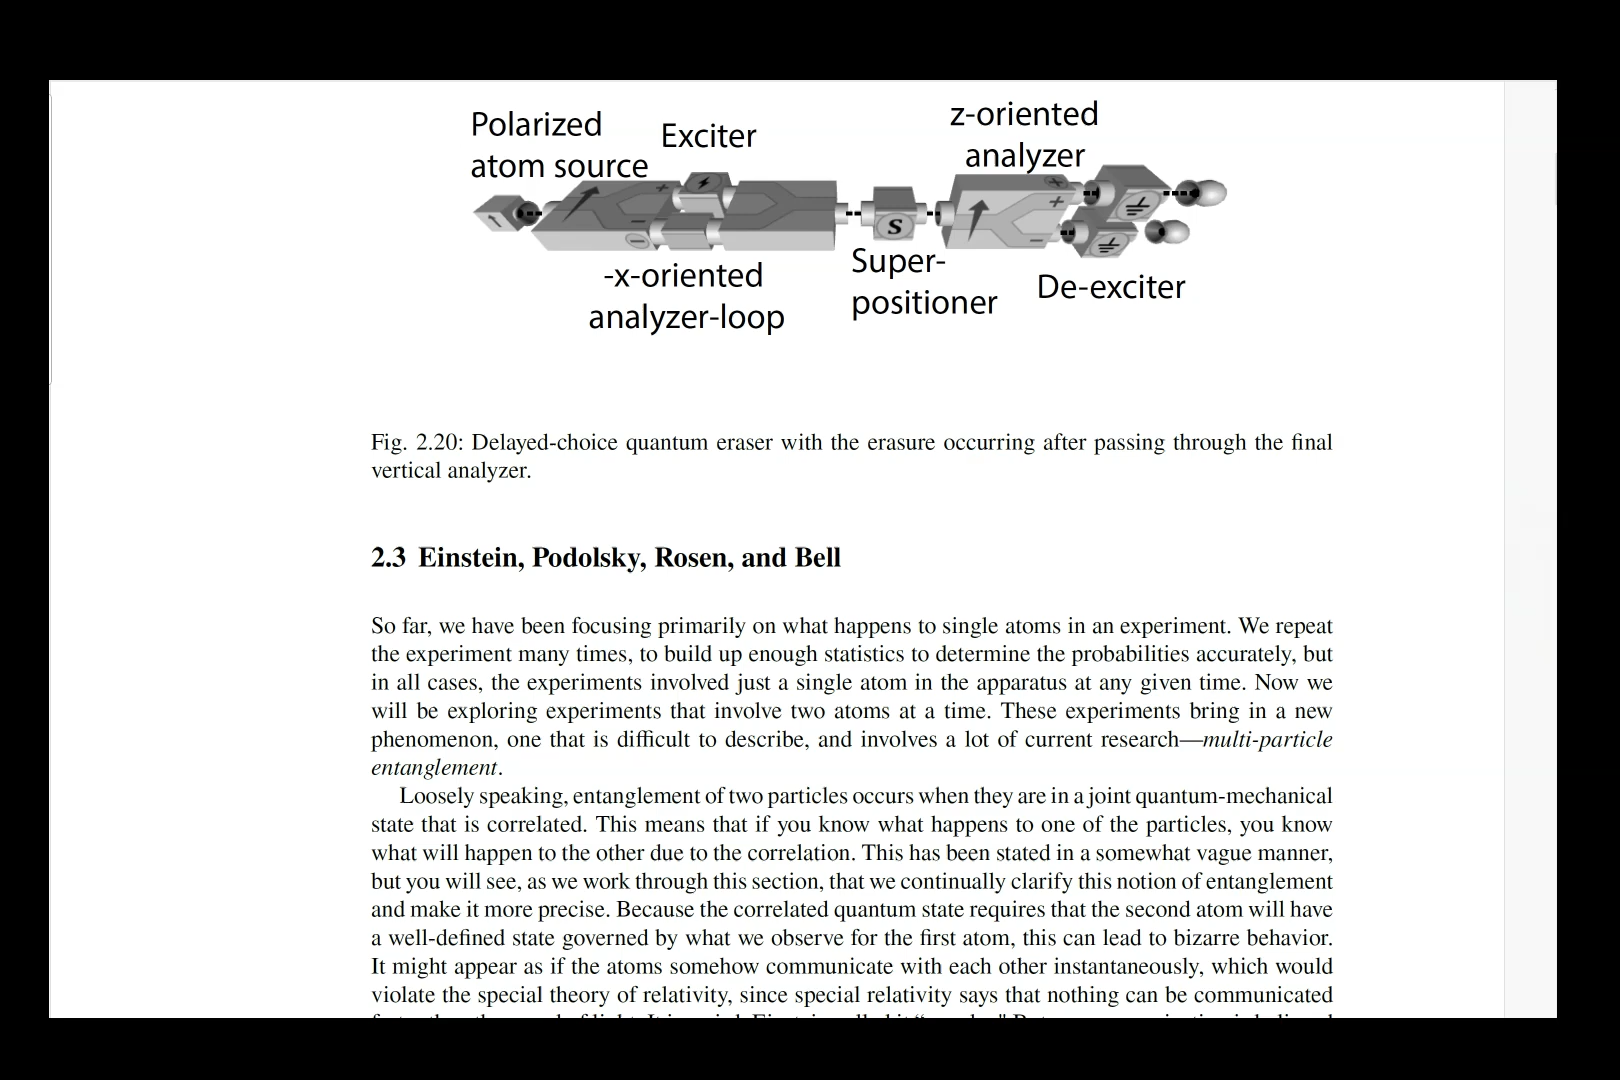 Polarized
atom source
Exciter
z-oriented
analyzer
+
+
S
+
−
−
-x-oriented
analyzer-loop
Super-
positioner
De-exciter
Fig. 2.20: Delayed-choice quantum eraser with the erasure occurring after passing through the final
vertical analyzer.
2.3 Einstein, Podolsky, Rosen, and Bell
So far, we have been focusing primarily on what happens to single atoms in an experiment. We repeat
the experiment many times, to build up enough statistics to determine the probabilities accurately, but
in all cases, the experiments involved just a single atom in the apparatus at any given time. Now we
will be exploring experiments that involve two atoms at a time. These experiments bring in a new
phenomenon, one that is difficult to describe, and involves a lot of current research—multi-particle
entanglement.
Loosely speaking, entanglement of two particles occurs when they are in a joint quantum-mechanical
state that is correlated. This means that if you know what happens to one of the particles, you know
what will happen to the other due to the correlation. This has been stated in a somewhat vague manner,
but you will see, as we work through this section, that we continually clarify this notion of entanglement
and make it more precise. Because the correlated quantum state requires that the second atom will have
a well-defined state governed by what we observe for the first atom, this can lead to bizarre behavior.
It might appear as if the atoms somehow communicate with each other instantaneously, which would
violate the special theory of relativity, since special relativity says that nothing can be communicated